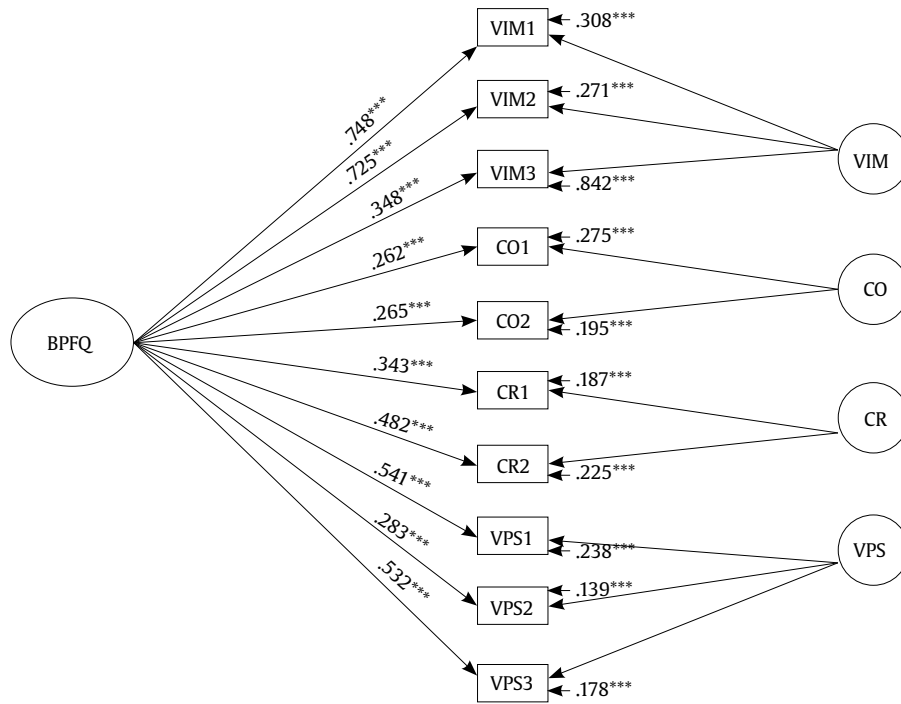 VIM1
.308***
VIM2
.271***
VIM3
.842***
CO1
.275***
CO2
.195***
CR1
.187***
CR2
.225***
VPS1
.238***
VPS2
.139***
VPS3
.178***
BPFQ
.748***
.725***
.348***
.262***
.265***
.343***
.482***
.541***
.283***
.532***
VIM
CO
CR
VPS